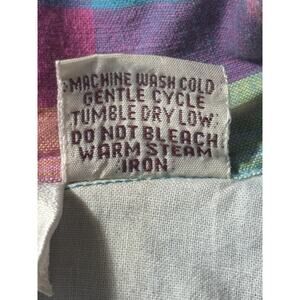 MACHINE WASH COLD
GENTLE CYCLE
TUMBLE DRY LOW
DO NOT BLEACH
WARM STEAM
IRON